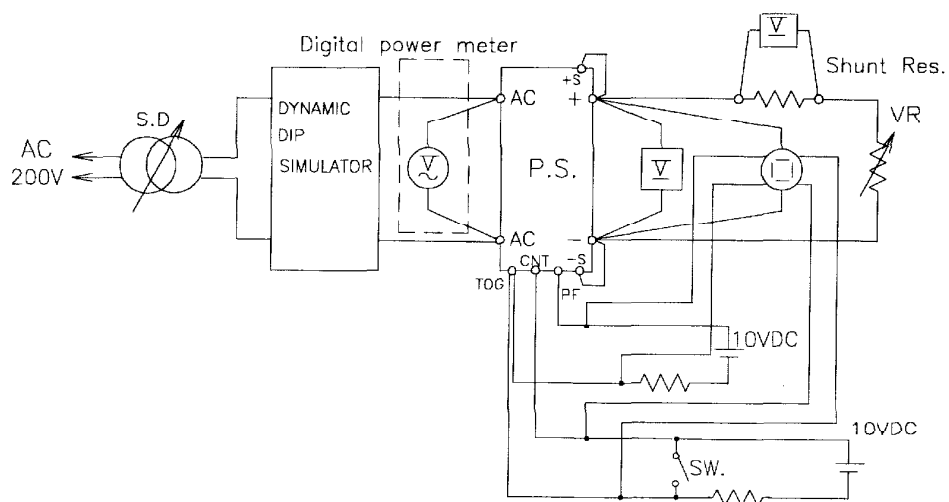 Digital power meter
V
Shunt Res.
+S
AC
+
DYNAMIC
DIP
SIMULATOR
S.D
AC
200V
V
P.S.
V
VR
AC
-
TOG
CNT
-S
PF
10VDC
10VDC
SW.